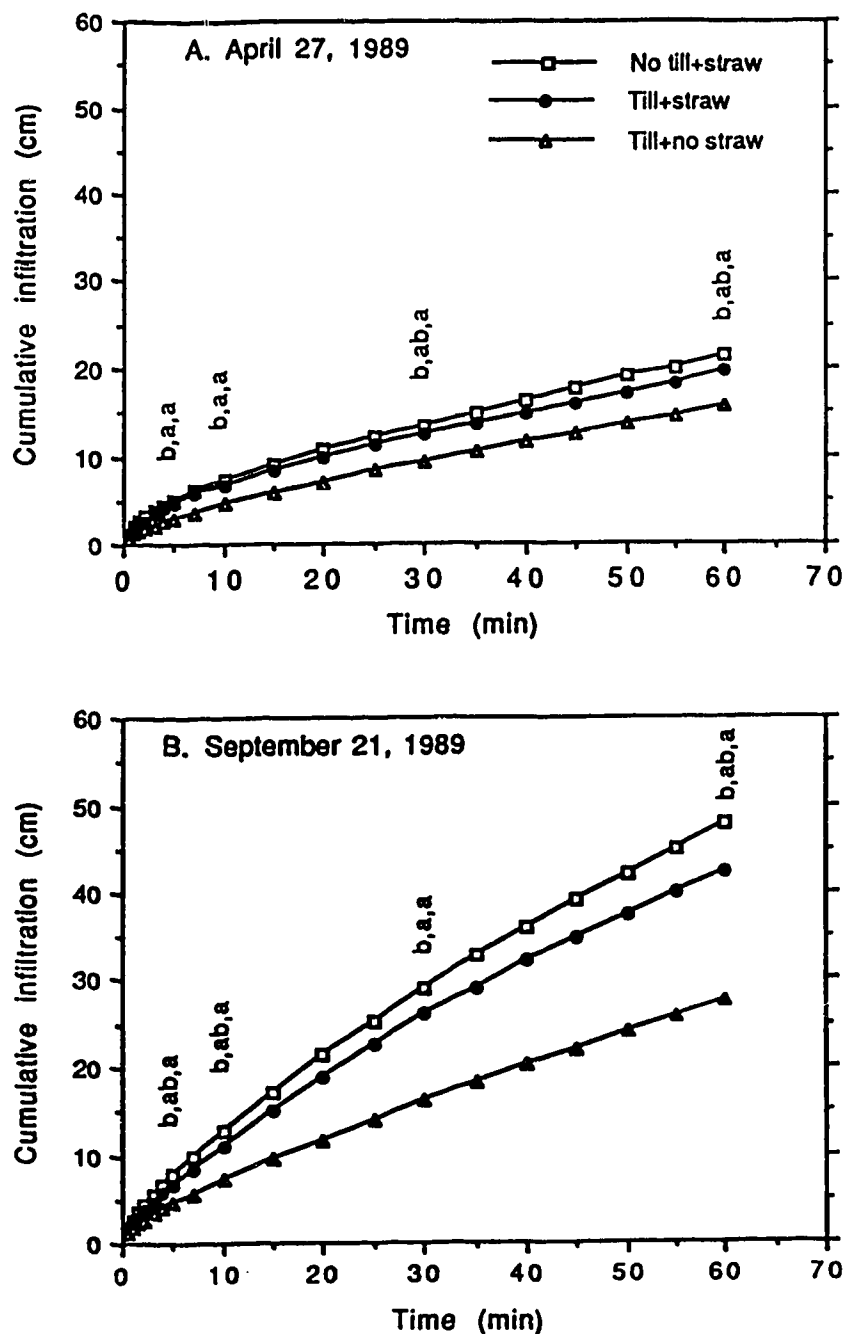 A. April 27, 1989
No till+straw
Till+straw
Till+no straw
Cumulative infiltration (cm)
60
50
40
30
20
10
0
b,a,a
b,a,a
b,ab,a
b,ab,a
0 10 20 30 40 50 60 70
Time (min)
B. September 21, 1989
Cumulative infiltration (cm)
60
50
40
30
20
10
0
b,ab,a
b,ab,a
b,a,a
b,ab,a
0 10 20 30 40 50 60 70
Time (min)